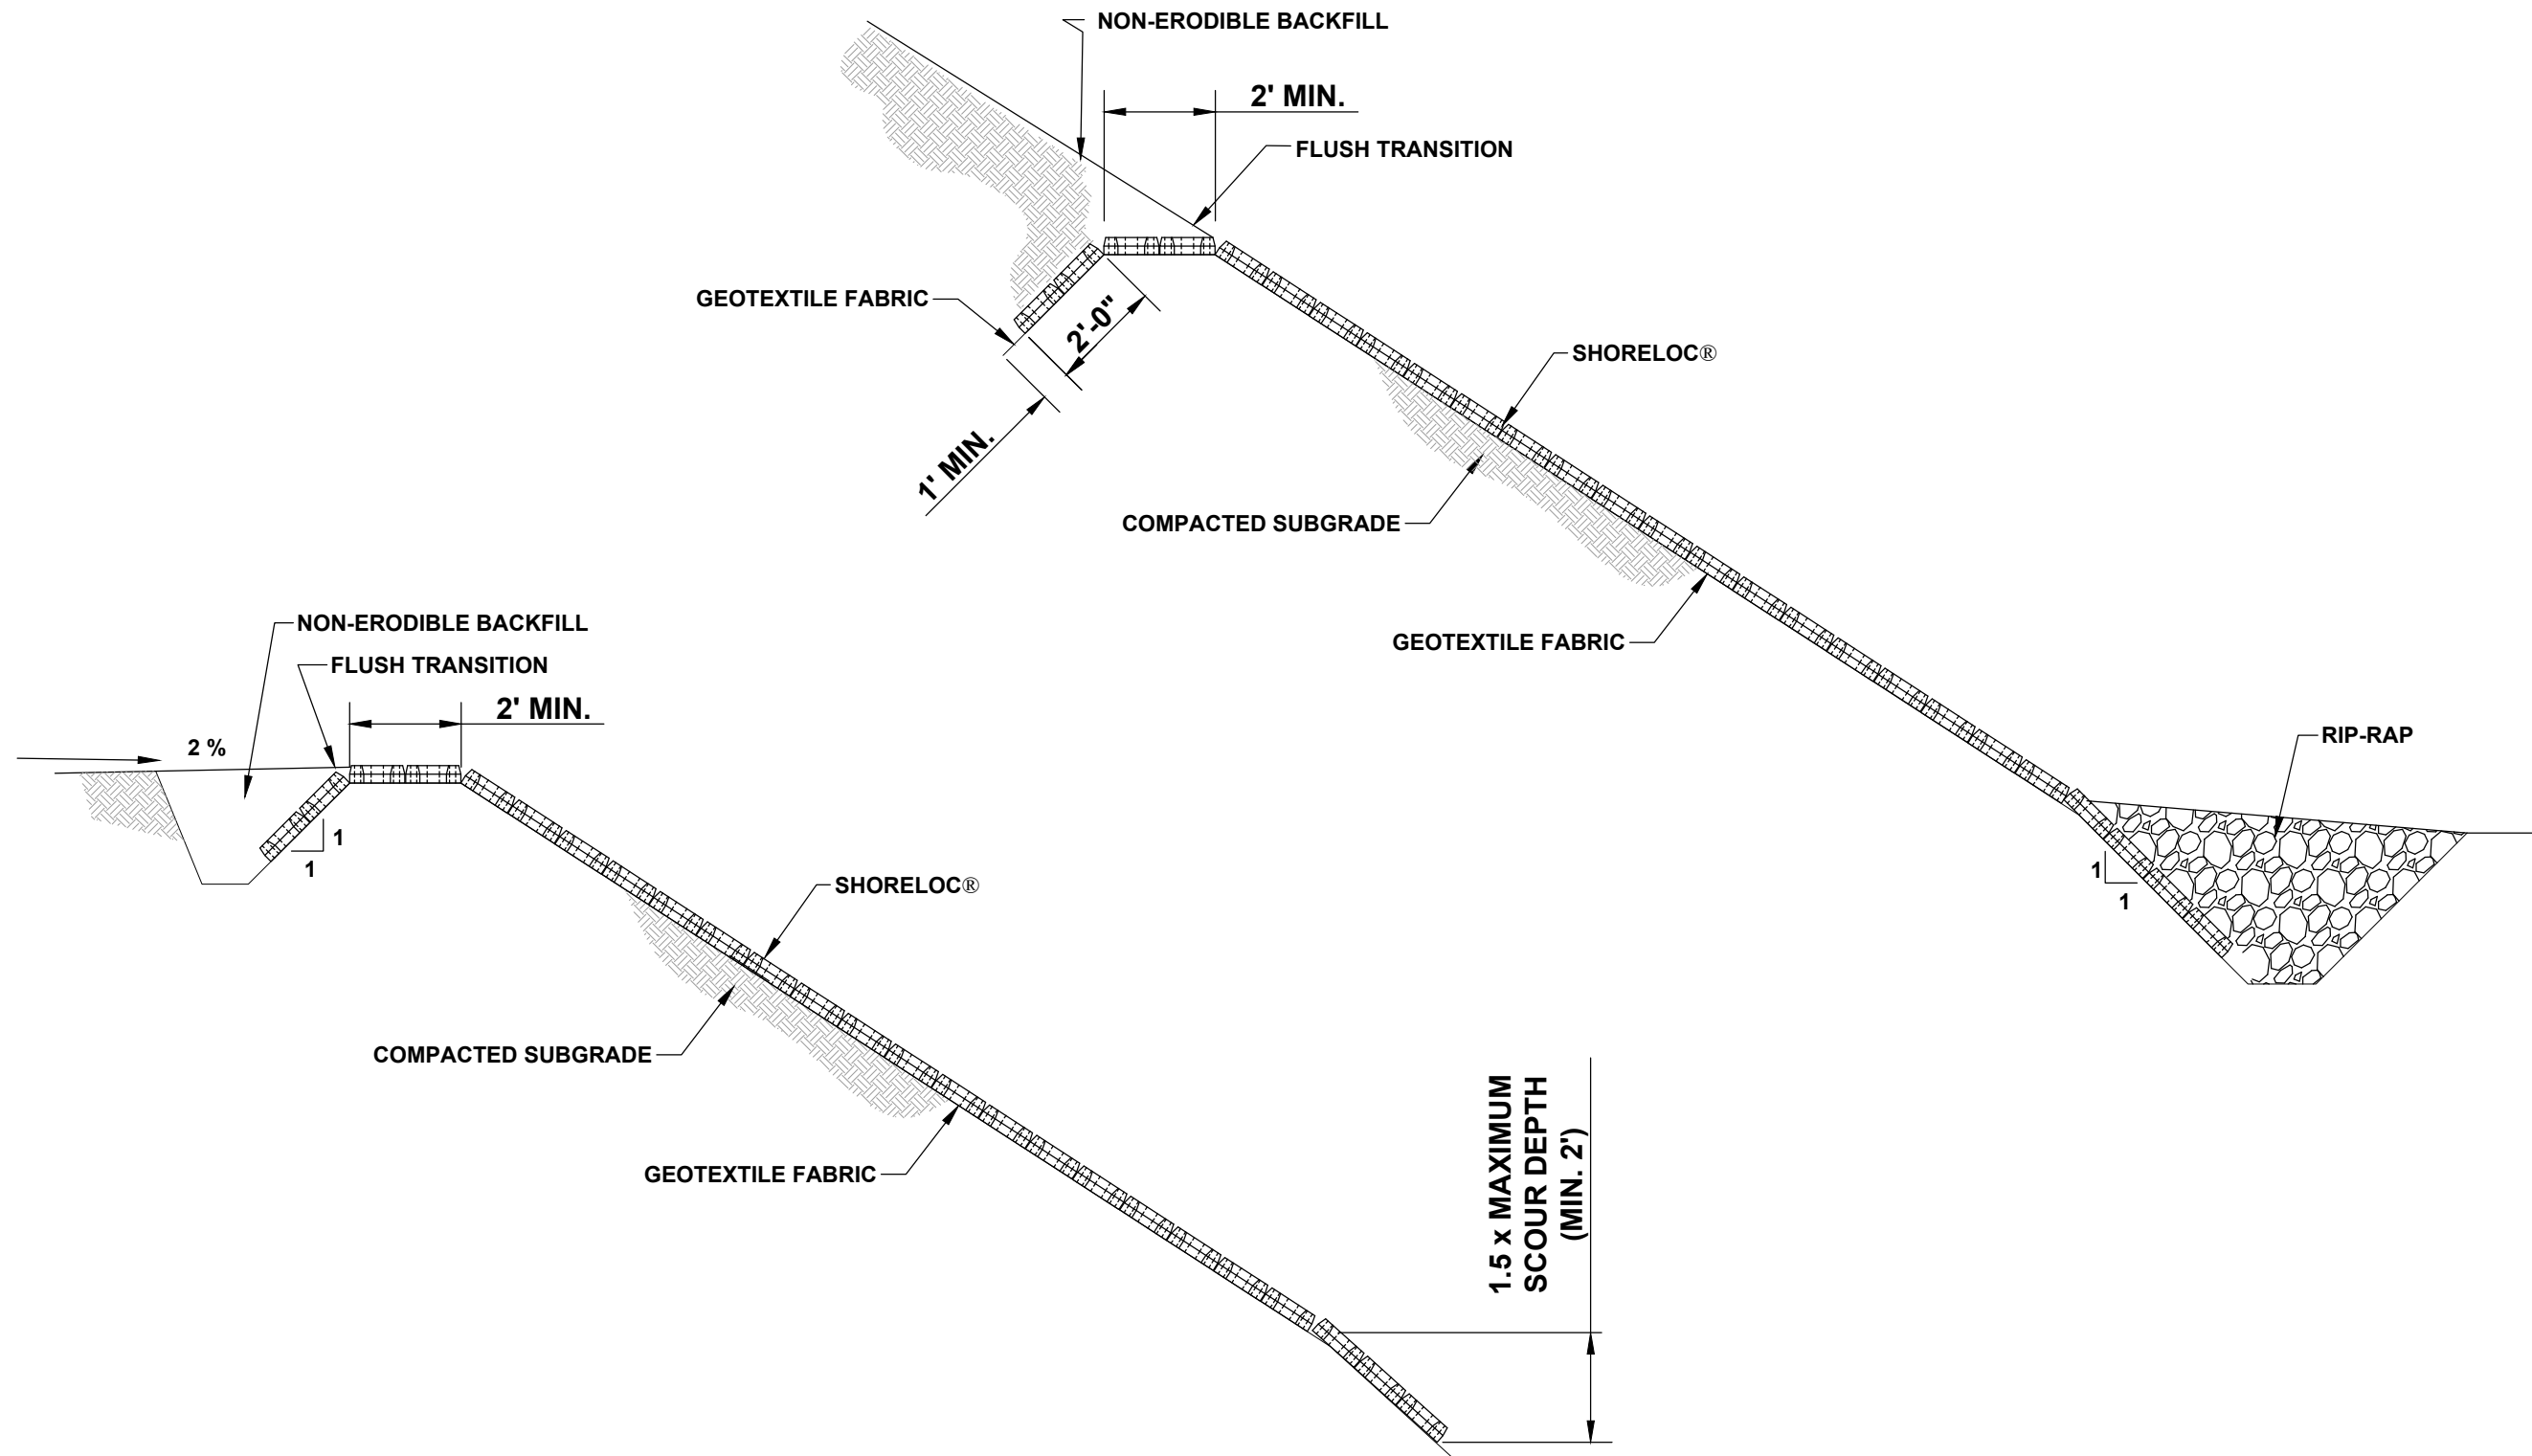 NON-ERODIBLE BACKFILL
2' MIN.
FLUSH TRANSITION
GEOTEXTILE FABRIC
2'-0"
SHORELOC®
1' MIN.
COMPACTED SUBGRADE
GEOTEXTILE FABRIC
RIP-RAP
1
1
NON-ERODIBLE BACKFILL
FLUSH TRANSITION
2' MIN.
2 %
1
1
SHORELOC®
COMPACTED SUBGRADE
GEOTEXTILE FABRIC
1.5 x MAXIMUM
SCOUR DEPTH
(MIN. 2')